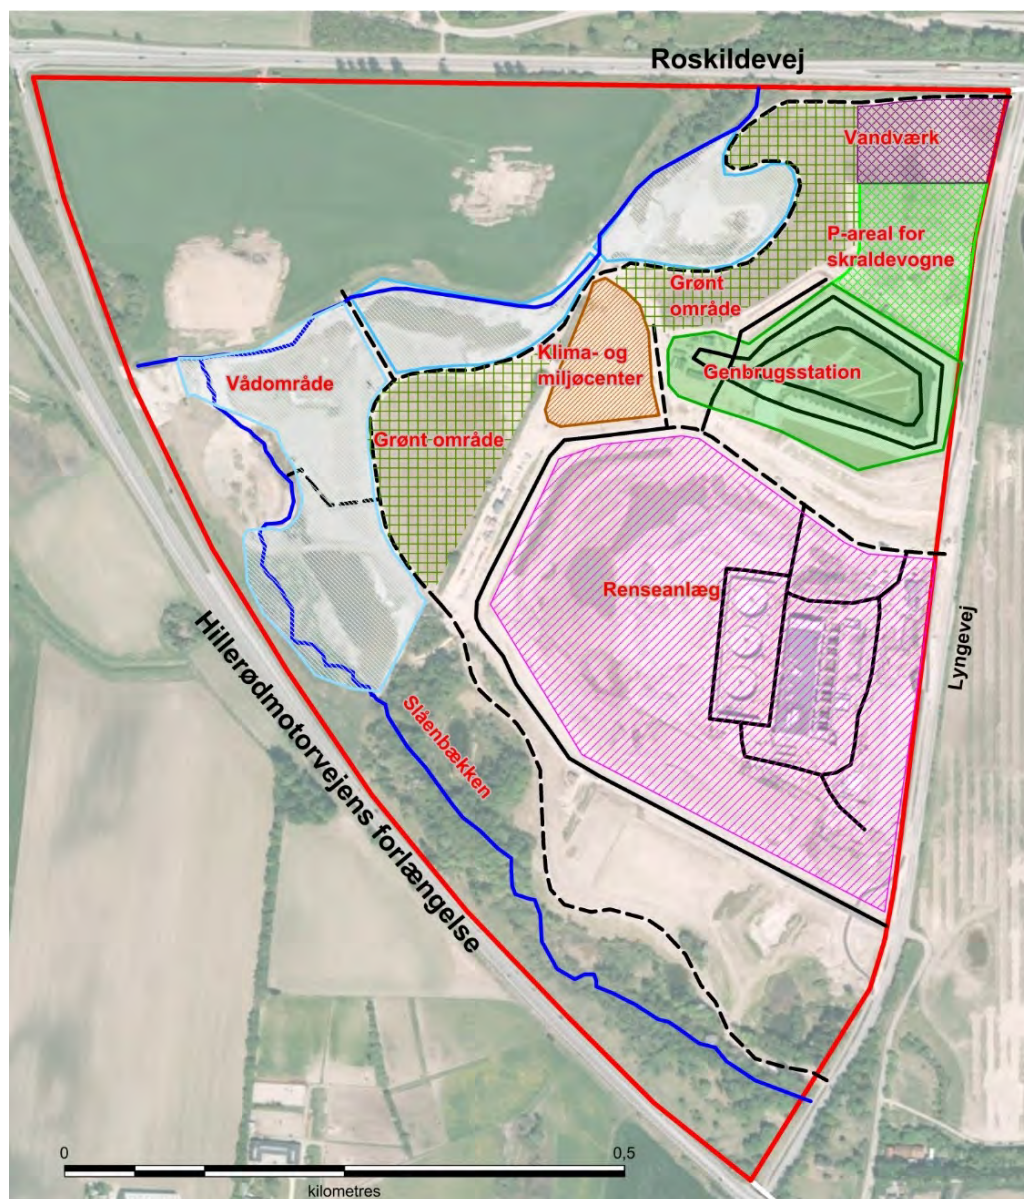 Roskildevej
Vandværk
P-areal for
skraldevogne
Grønt
område
Klima- og
miljøcenter
Genbrugsstation
Vådområde
Grønt område
Renseanlæg
Lyngevej
Slåenbækken
Hillerødmotorvejens forlængelse
0
0,5
kilometres